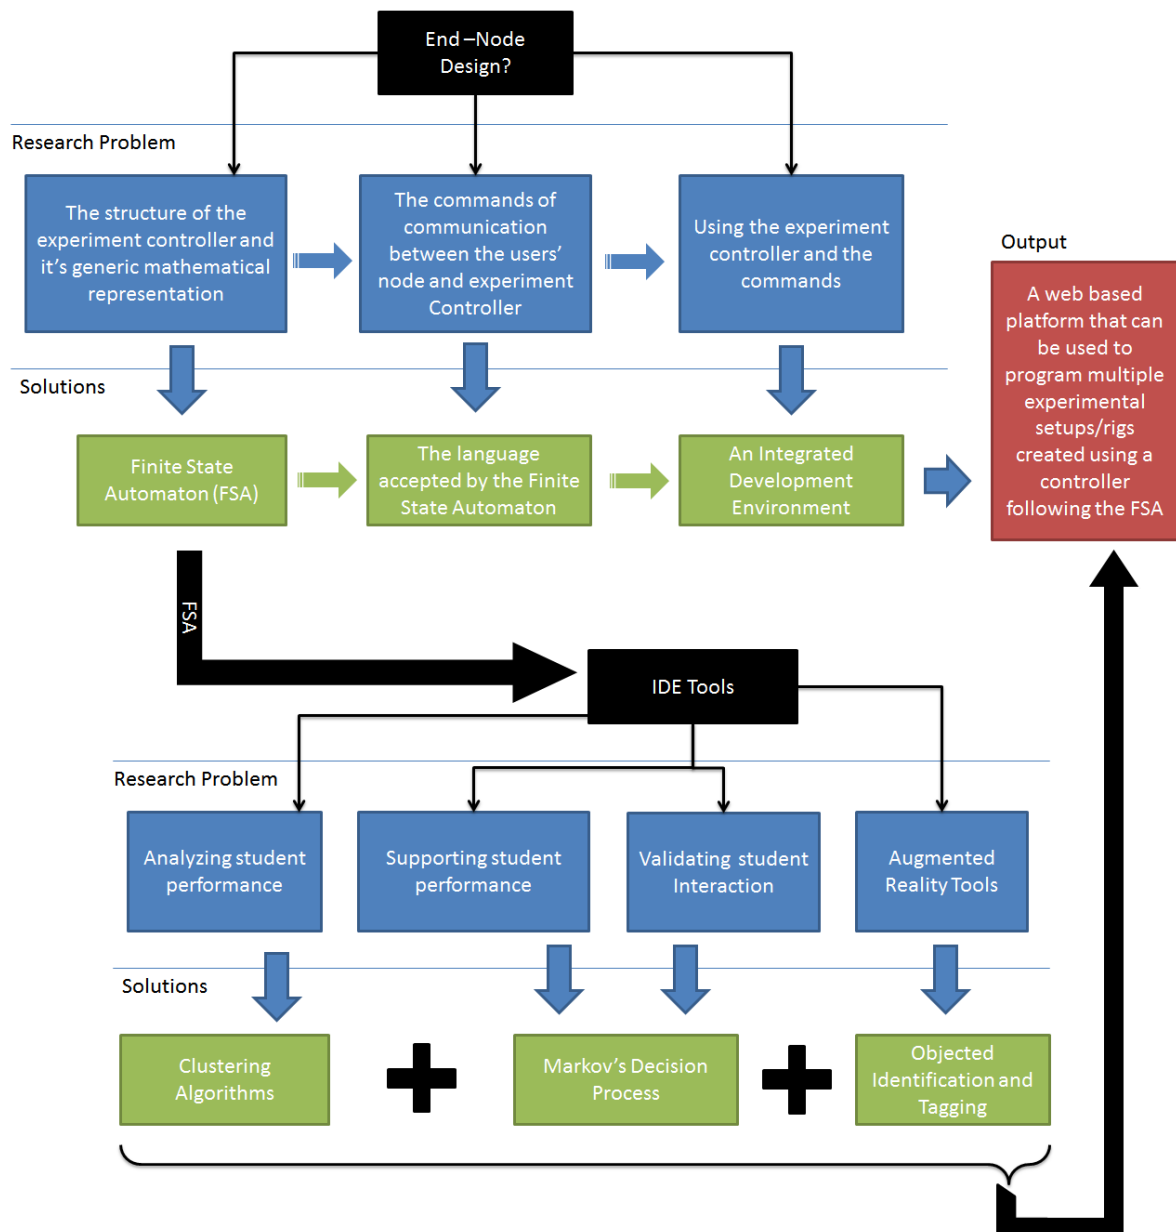 End –Node
Design?
Research Problem
The structure of the
experiment controller and
it's generic mathematical
representation
The commands of
communication
between the users'
node and experiment
Controller
Using the experiment
controller and the
commands
Output
A web based
platform that can
be used to
program multiple
experimental
setups/rigs
created using a
controller
following the FSA
Solutions
Finite State
Automaton (FSA)
The language
accepted by the Finite
State Automaton
An Integrated
Development
Environment
FSA
IDE Tools
Research Problem
Analyzing student
performance
Supporting student
performance
Validating student
Interaction
Augmented
Reality Tools
Solutions
Clustering
Algorithms
Markov's Decision
Process
Objected
Identification and
Tagging